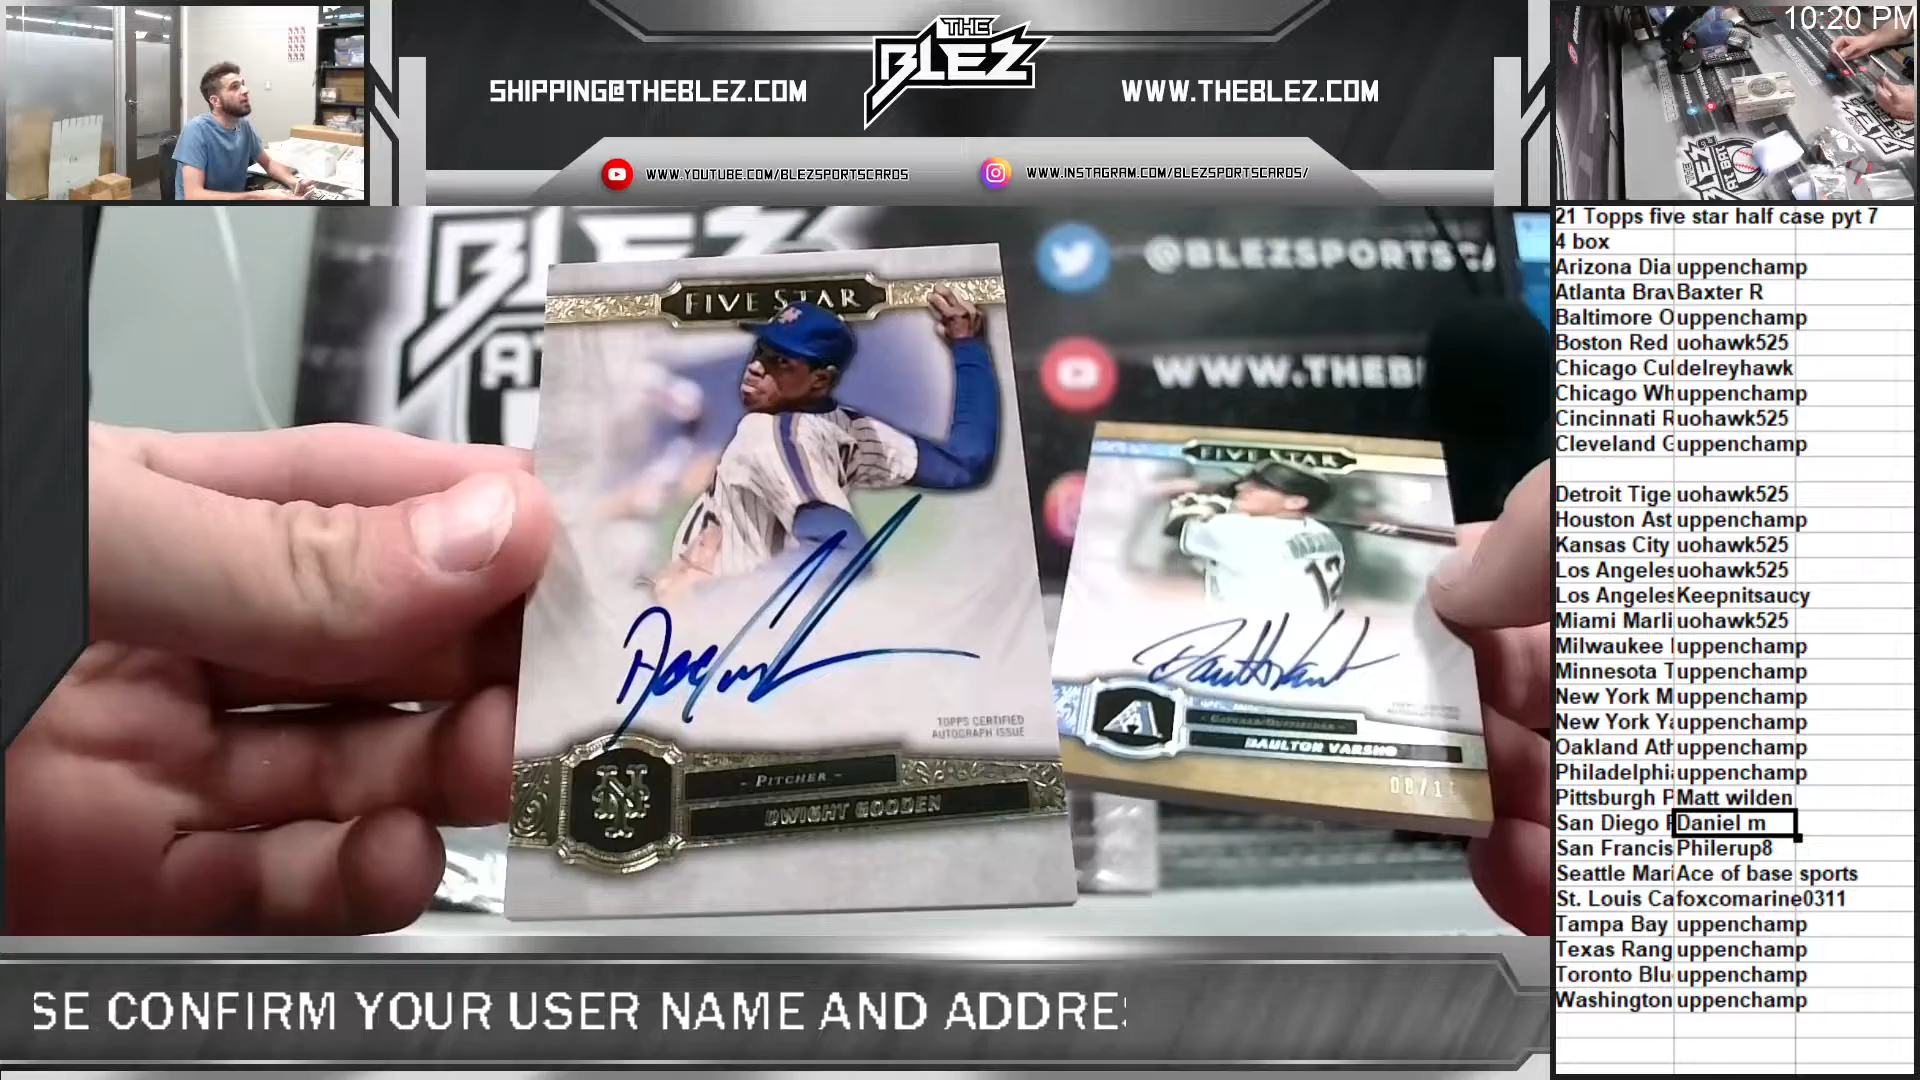 THE
BLEZ
SHIPPING@THEBLEZ.COM
WWW.THEBLEZ.COM
WWW.YOUTUBE.COM/BLEZSPORTSCARDS
WWW.INSTAGRAM.COM/BLEZSPORTSCARDS/
10:20 PM
@BLEZSPORTSCA
WWW.THEB
FIVE STAR
TOPPS CERTIFIED
AUTOGRAPH ISSUE
NY
- PITCHER -
DWIGHT GOODEN
FIVE STAR
12
A
DAULTON VARSHO
08/1
21 Topps five star half case pyt 7
4 box
Arizona Dia uppenchamp
Atlanta Brav Baxter R
Baltimore O uppenchamp
Boston Red uohawk525
Chicago Cu delreyhawk
Chicago Wh uppenchamp
Cincinnati R uohawk525
Cleveland G uppenchamp
Detroit Tige uohawk525
Houston Ast uppenchamp
Kansas City uohawk525
Los Angeles uohawk525
Los Angeles Keepnitsaucy
Miami Marli uohawk525
Milwaukee uppenchamp
Minnesota T uppenchamp
New York M uppenchamp
New York Ya uppenchamp
Oakland Ath uppenchamp
Philadelphia uppenchamp
Pittsburgh P Matt wilden
San Diego Daniel m
San Francis Philerup8
Seattle Mari Ace of base sports
St. Louis Ca foxcomarine0311
Tampa Bay uppenchamp
Texas Rang uppenchamp
Toronto Blu uppenchamp
Washington uppenchamp
SE CONFIRM YOUR USER NAME AND ADDRE